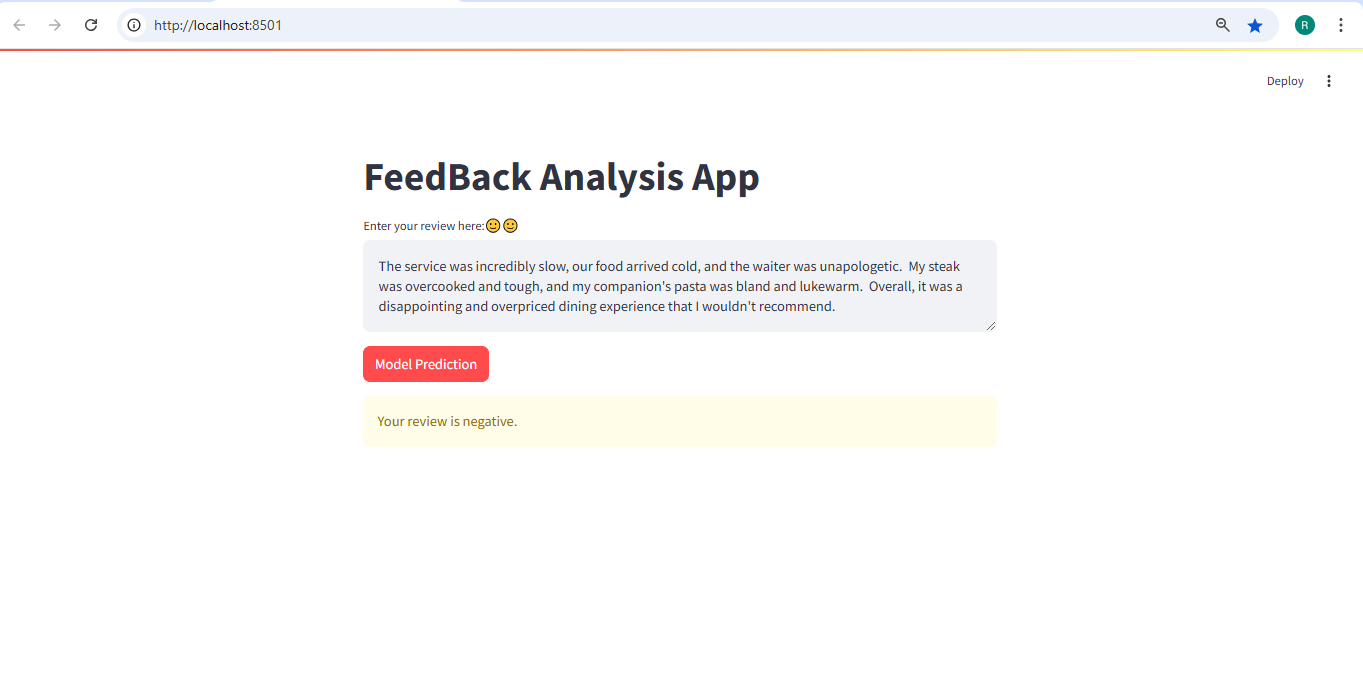 http://localhost:8501
R
Deploy
FeedBack Analysis App
Enter your review here:🙂🙂
The service was incredibly slow, our food arrived cold, and the waiter was unapologetic.  My steak
was overcooked and tough, and my companion's pasta was bland and lukewarm.  Overall, it was a
disappointing and overpriced dining experience that I wouldn't recommend.
Model Prediction
Your review is negative.